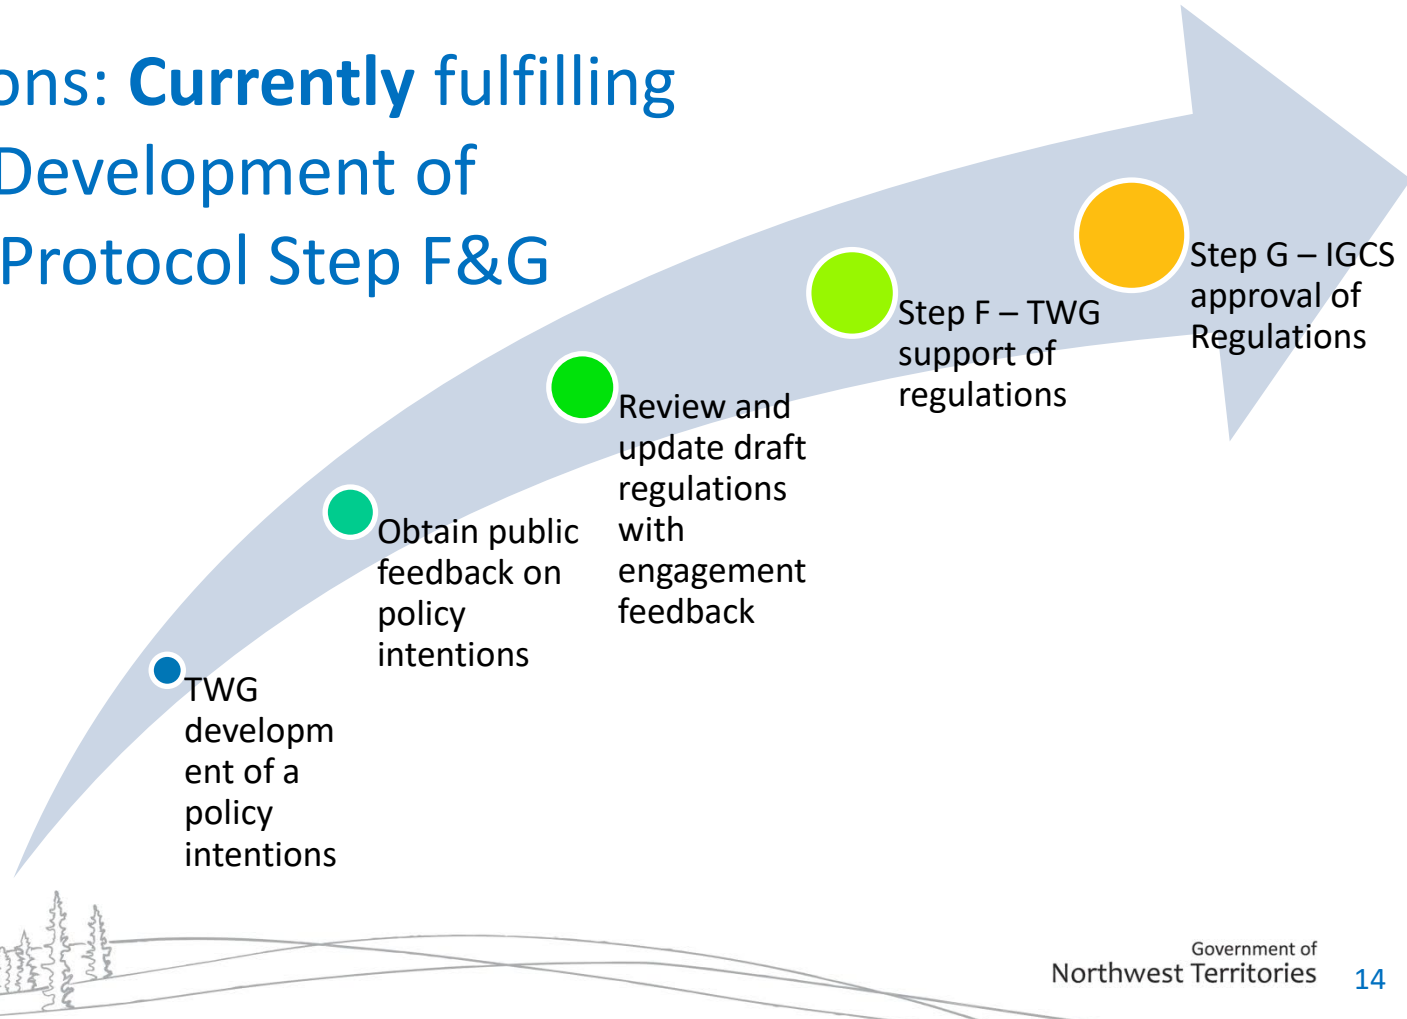 ons: Currently fulfilling
Development of
Protocol Step F&G
Step G – IGCS
approval of
Regulations
Step F – TWG
support of
regulations
Review and
update draft
regulations
with
engagement
feedback
Obtain public
feedback on
policy
intentions
TWG
developm
ent of a
policy
intentions
Government of
Northwest Territories
14